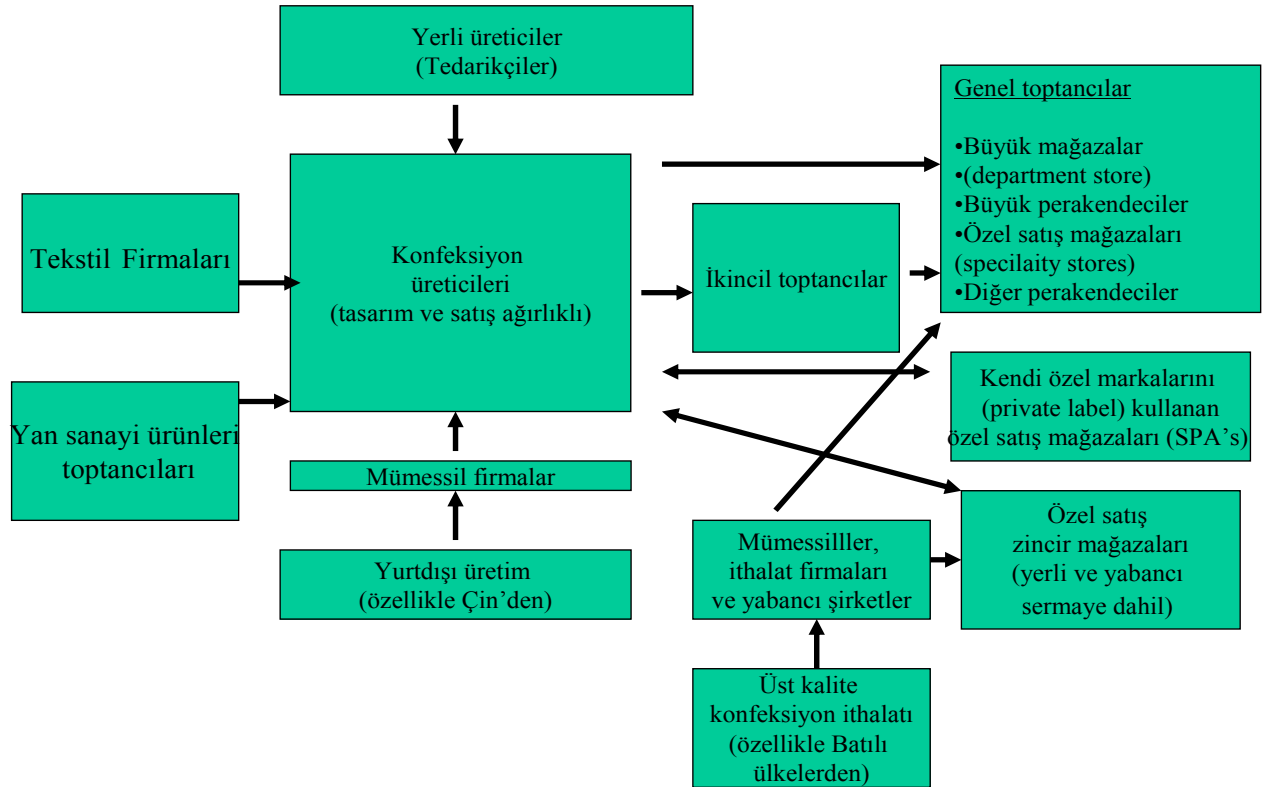 Yerli üreticiler
(Tedarikçiler)
Genel toptancılar
•Büyük mağazalar
•(department store)
•Büyük perakendeciler
•Özel satış mağazaları
(specilaity stores)
•Diğer perakendeciler
Tekstil Firmaları
Konfeksiyon
üreticileri
(tasarım ve satış ağırlıklı)
İkincil toptancılar
Yan sanayi ürünleri
toptancıları
Kendi özel markalarını
(private label) kullanan
özel satış mağazaları (SPA’s)
Mümessil firmalar
Yurtdışı üretim
(özellikle Çin’den)
Mümessilller,
ithalat firmaları
ve yabancı şirketler
Özel satış
zincir mağazaları
(yerli ve yabancı
sermaye dahil)
Üst kalite
konfeksiyon ithalatı
(özellikle Batılı
ülkelerden)